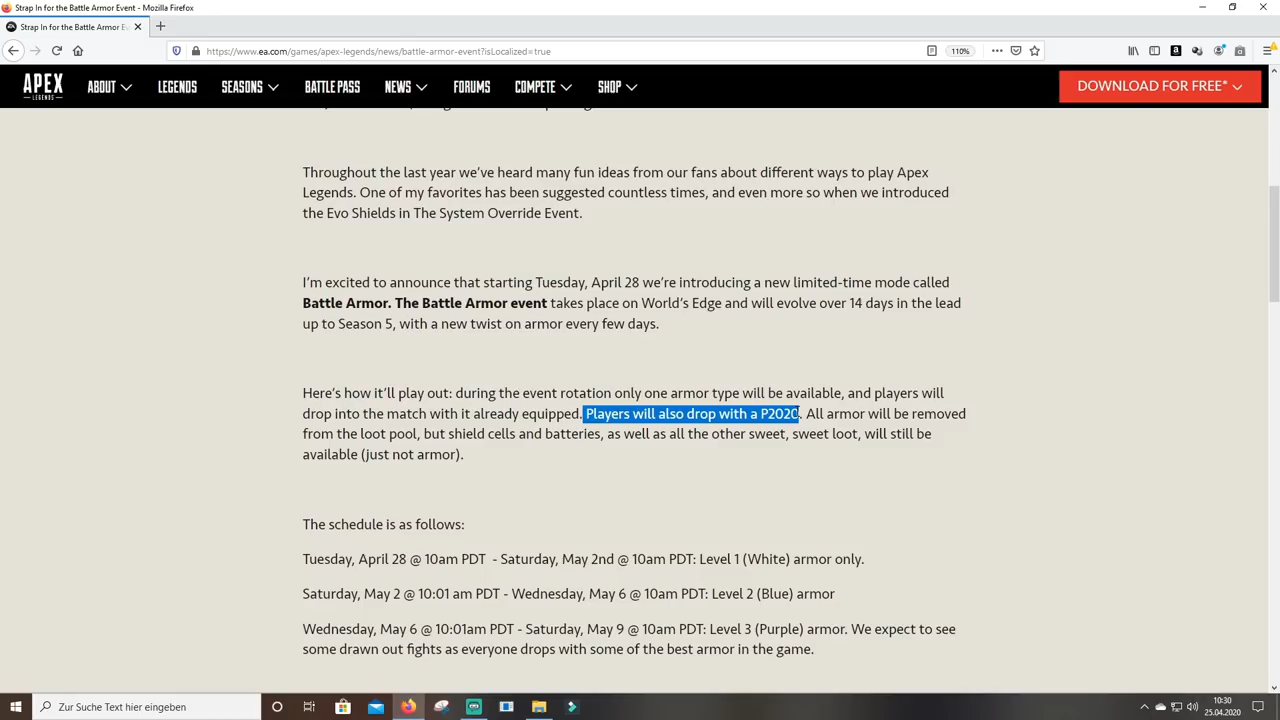 Strap In for the Battle Armor Event - Mozilla Firefox
Strap In for the Battle Armor Ev
https://www.ea.com/games/apex-legends/news/battle-armor-event?isLocalized=true
110%
APEX
LEGENDS
ABOUT
LEGENDS
SEASONS
BATTLE PASS
NEWS
FORUMS
COMPETE
SHOP
DOWNLOAD FOR FREE*
Throughout the last year we’ve heard many fun ideas from our fans about different ways to play Apex
Legends. One of my favorites has been suggested countless times, and even more so when we introduced
the Evo Shields in The System Override Event.
I’m excited to announce that starting Tuesday, April 28 we’re introducing a new limited-time mode called
Battle Armor. The Battle Armor event takes place on World’s Edge and will evolve over 14 days in the lead
up to Season 5, with a new twist on armor every few days.
Here’s how it’ll play out: during the event rotation only one armor type will be available, and players will
drop into the match with it already equipped. Players will also drop with a P2020. All armor will be removed
from the loot pool, but shield cells and batteries, as well as all the other sweet, sweet loot, will still be
available (just not armor).
The schedule is as follows:
Tuesday, April 28 @ 10am PDT - Saturday, May 2nd @ 10am PDT: Level 1 (White) armor only.
Saturday, May 2 @ 10:01 am PDT - Wednesday, May 6 @ 10am PDT: Level 2 (Blue) armor
Wednesday, May 6 @ 10:01am PDT - Saturday, May 9 @ 10am PDT: Level 3 (Purple) armor. We expect to see
some drawn out fights as everyone drops with some of the best armor in the game.
Zur Suche Text hier eingeben
10:30
25.04.2020